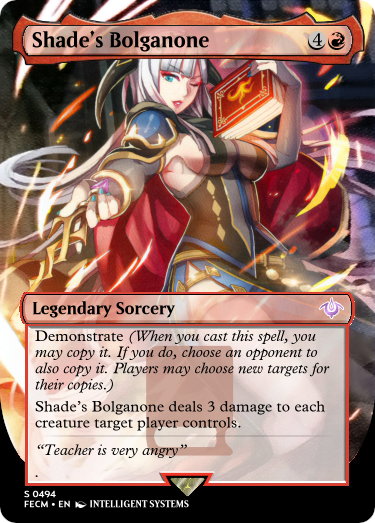 Shade's Bolganone 4
Legendary Sorcery
Demonstrate (When you cast this spell, you
may copy it. If you do, choose an opponent to
also copy it. Players may choose new targets for
their copies.)
Shade's Bolganone deals 3 damage to each
creature target player controls.
“Teacher is very angry”
.
S 0494
FECM • EN INTELLIGENT SYSTEMS